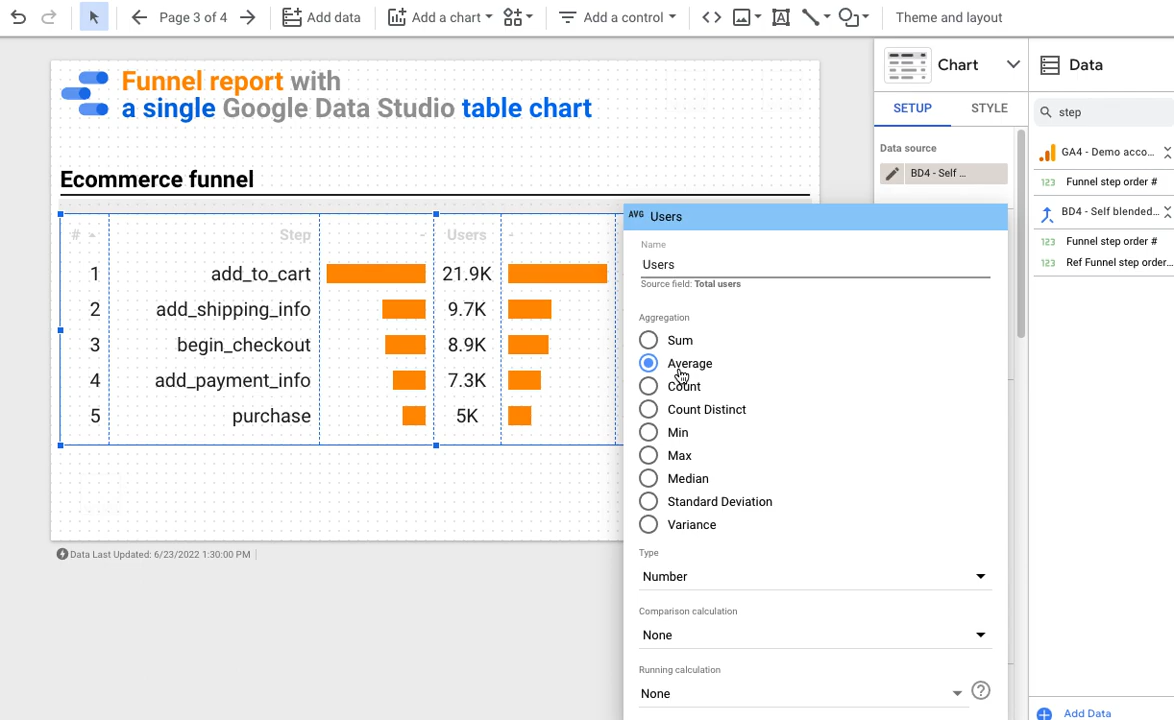 Page 3 of 4
Add data
Add a chart
Add a control
Theme and layout
Funnel report with
a single Google Data Studio table chart
Ecommerce funnel
# Step - Users -
1 add_to_cart 21.9K
2 add_shipping_info 9.7K
3 begin_checkout 8.9K
4 add_payment_info 7.3K
5 purchase 5K
Data Last Updated: 6/23/2022 1:30:00 PM
AVG Users
Name
Users
Source field: Total users
Aggregation
Sum
Average
Count
Count Distinct
Min
Max
Median
Standard Deviation
Variance
Type
Number
Comparison calculation
None
Running calculation
None
?
Chart
SETUP STYLE
Data source
BD4 - Self ...
Data
step
GA4 - Demo acco...
123 Funnel step order #
BD4 - Self blended...
123 Funnel step order #
123 Ref Funnel step order...
Add Data